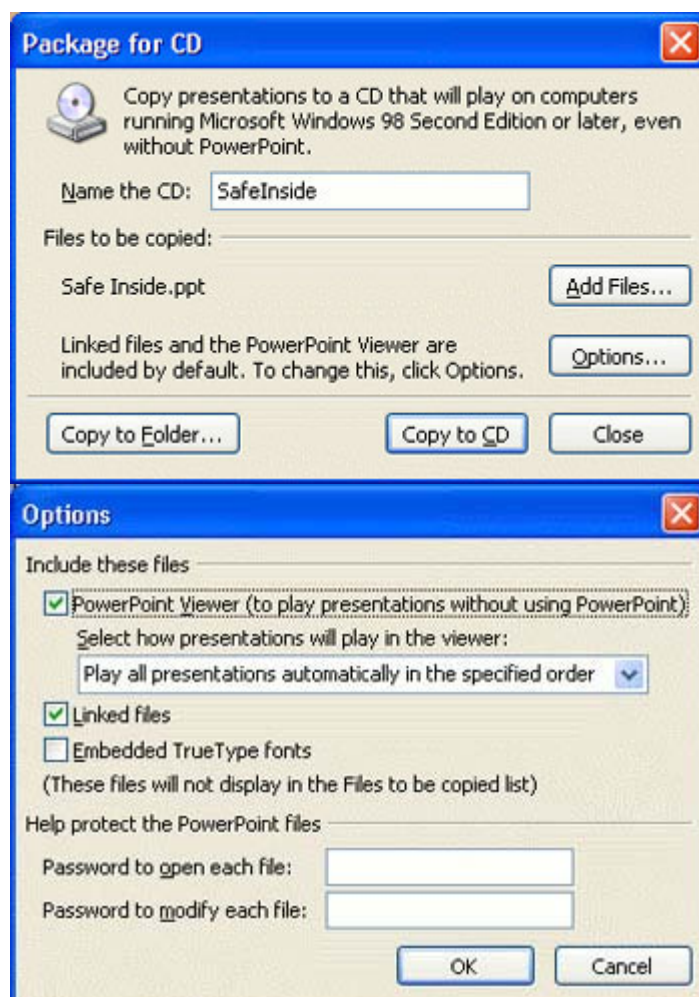 Package for CD
Copy presentations to a CD that will play on computers
running Microsoft Windows 98 Second Edition or later, even
without PowerPoint.
Name the CD: SafeInside
Files to be copied:
Safe Inside.ppt
Add Files...
Linked files and the PowerPoint Viewer are
included by default. To change this, click Options.
Options...
Copy to Folder... Copy to CD Close
Options
Include these files
PowerPoint Viewer (to play presentations without using PowerPoint)
Select how presentations will play in the viewer:
Play all presentations automatically in the specified order
Linked files
Embedded TrueType fonts
(These files will not display in the Files to be copied list)
Help protect the PowerPoint files
Password to open each file:
Password to modify each file:
OK Cancel